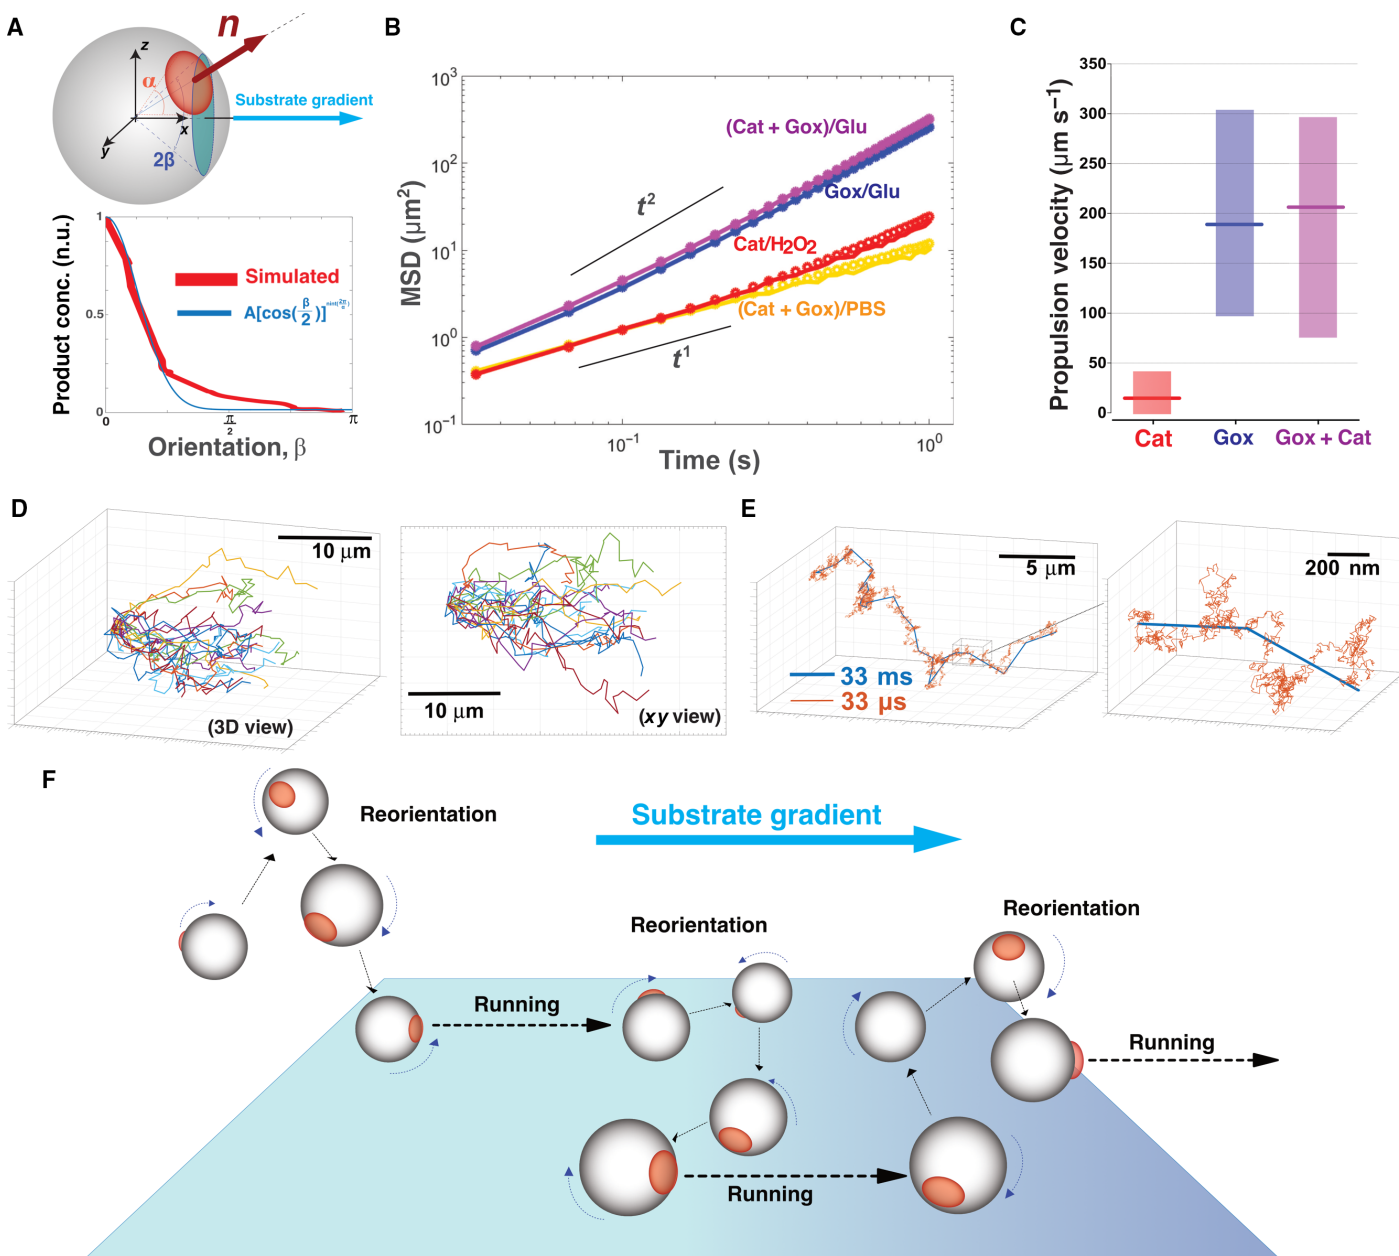 A
n
z
α
Substrate gradient
x
y
2β
Product conc. (n.u.)
1
0.5
0
Simulated
A[cos(β/2)]
0
π/2
π
Orientation, β
B
MSD (μm²)
10³
10²
10¹
10⁰
10⁻¹
(Cat + Gox)/Glu
t²
Gox/Glu
Cat/H₂O₂
(Cat + Gox)/PBS
t¹
10⁻¹
10⁰
Time (s)
C
Propulsion velocity (μm s⁻¹)
350
300
250
200
150
100
50
0
Cat
Gox
Gox + Cat
D
10 μm
(3D view)
10 μm
(xy view)
E
5 μm
33 ms
33 μs
200 nm
F
Reorientation
Substrate gradient
Reorientation
Reorientation
Running
Running
Running